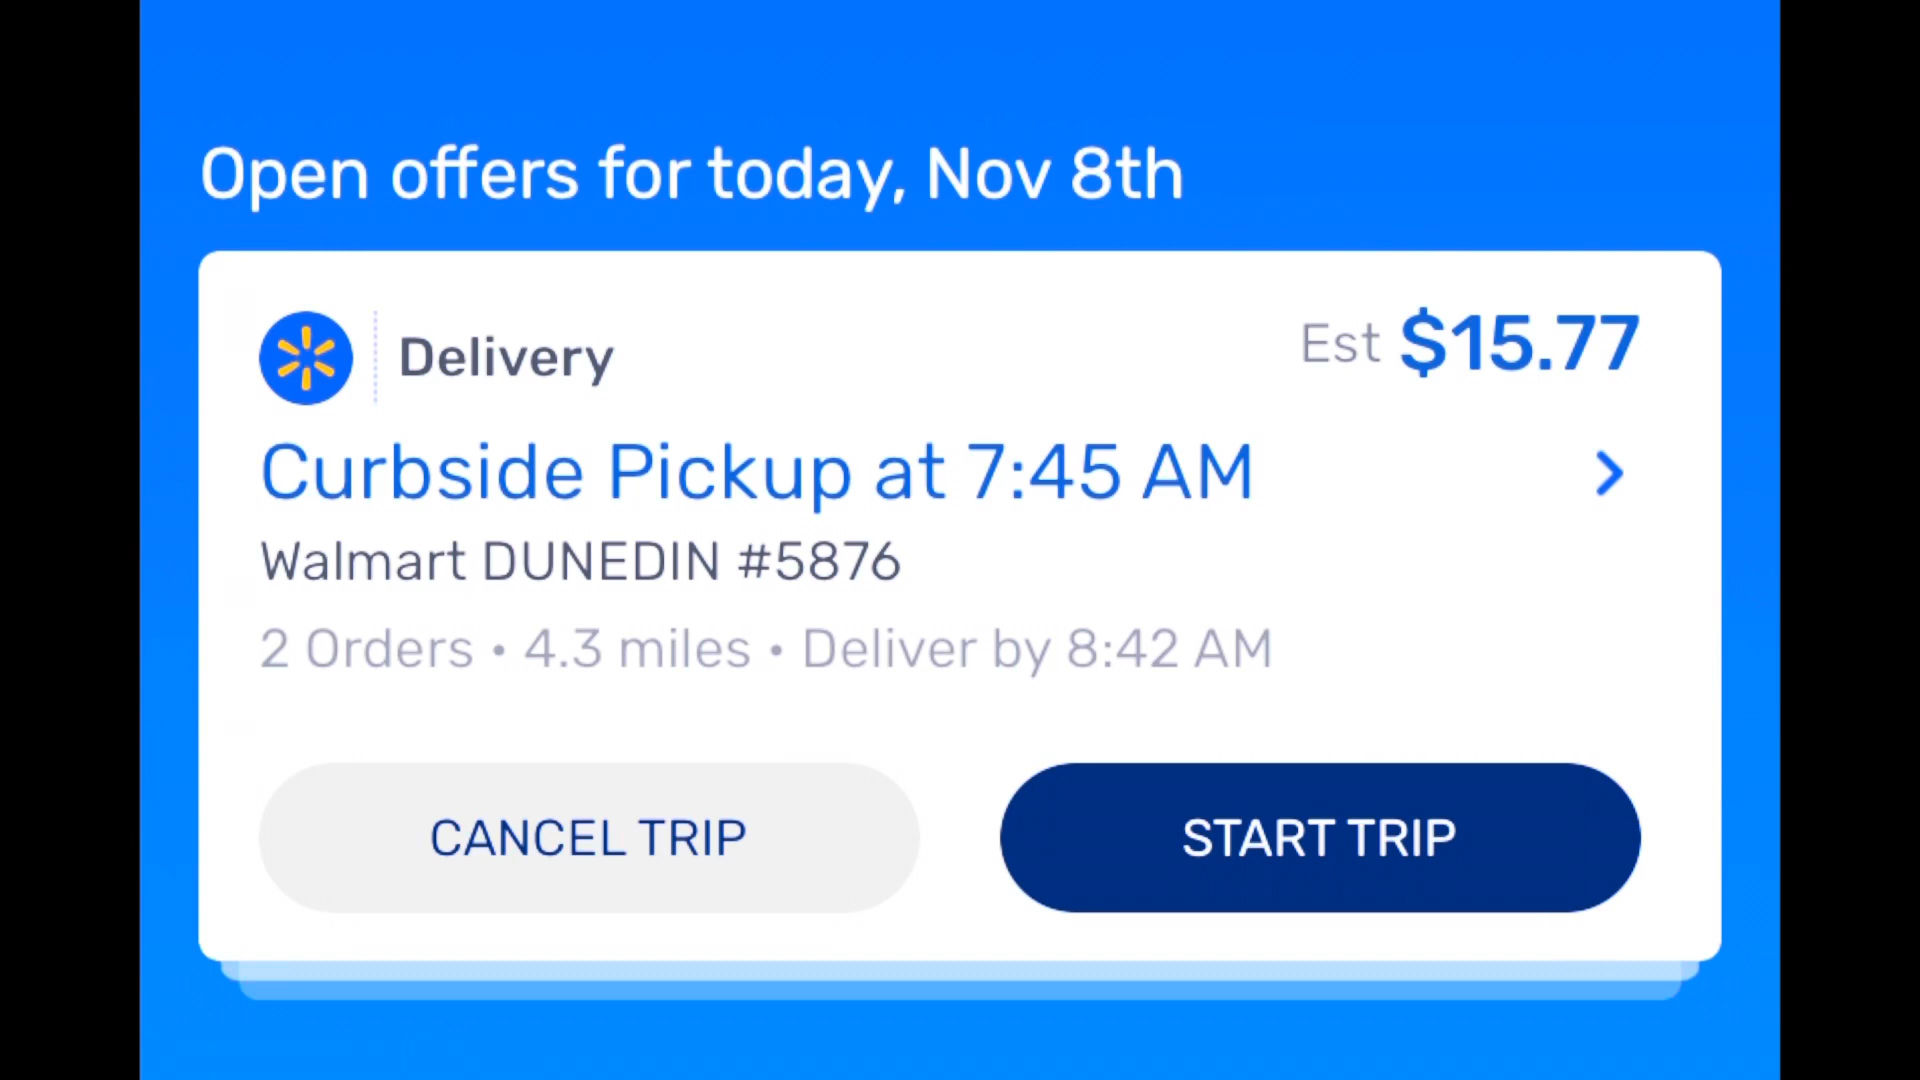 Open offers for today, Nov 8th
Delivery
Est $15.77
Curbside Pickup at 7:45 AM
Walmart DUNEDIN #5876
2 Orders • 4.3 miles • Deliver by 8:42 AM
CANCEL TRIP
START TRIP